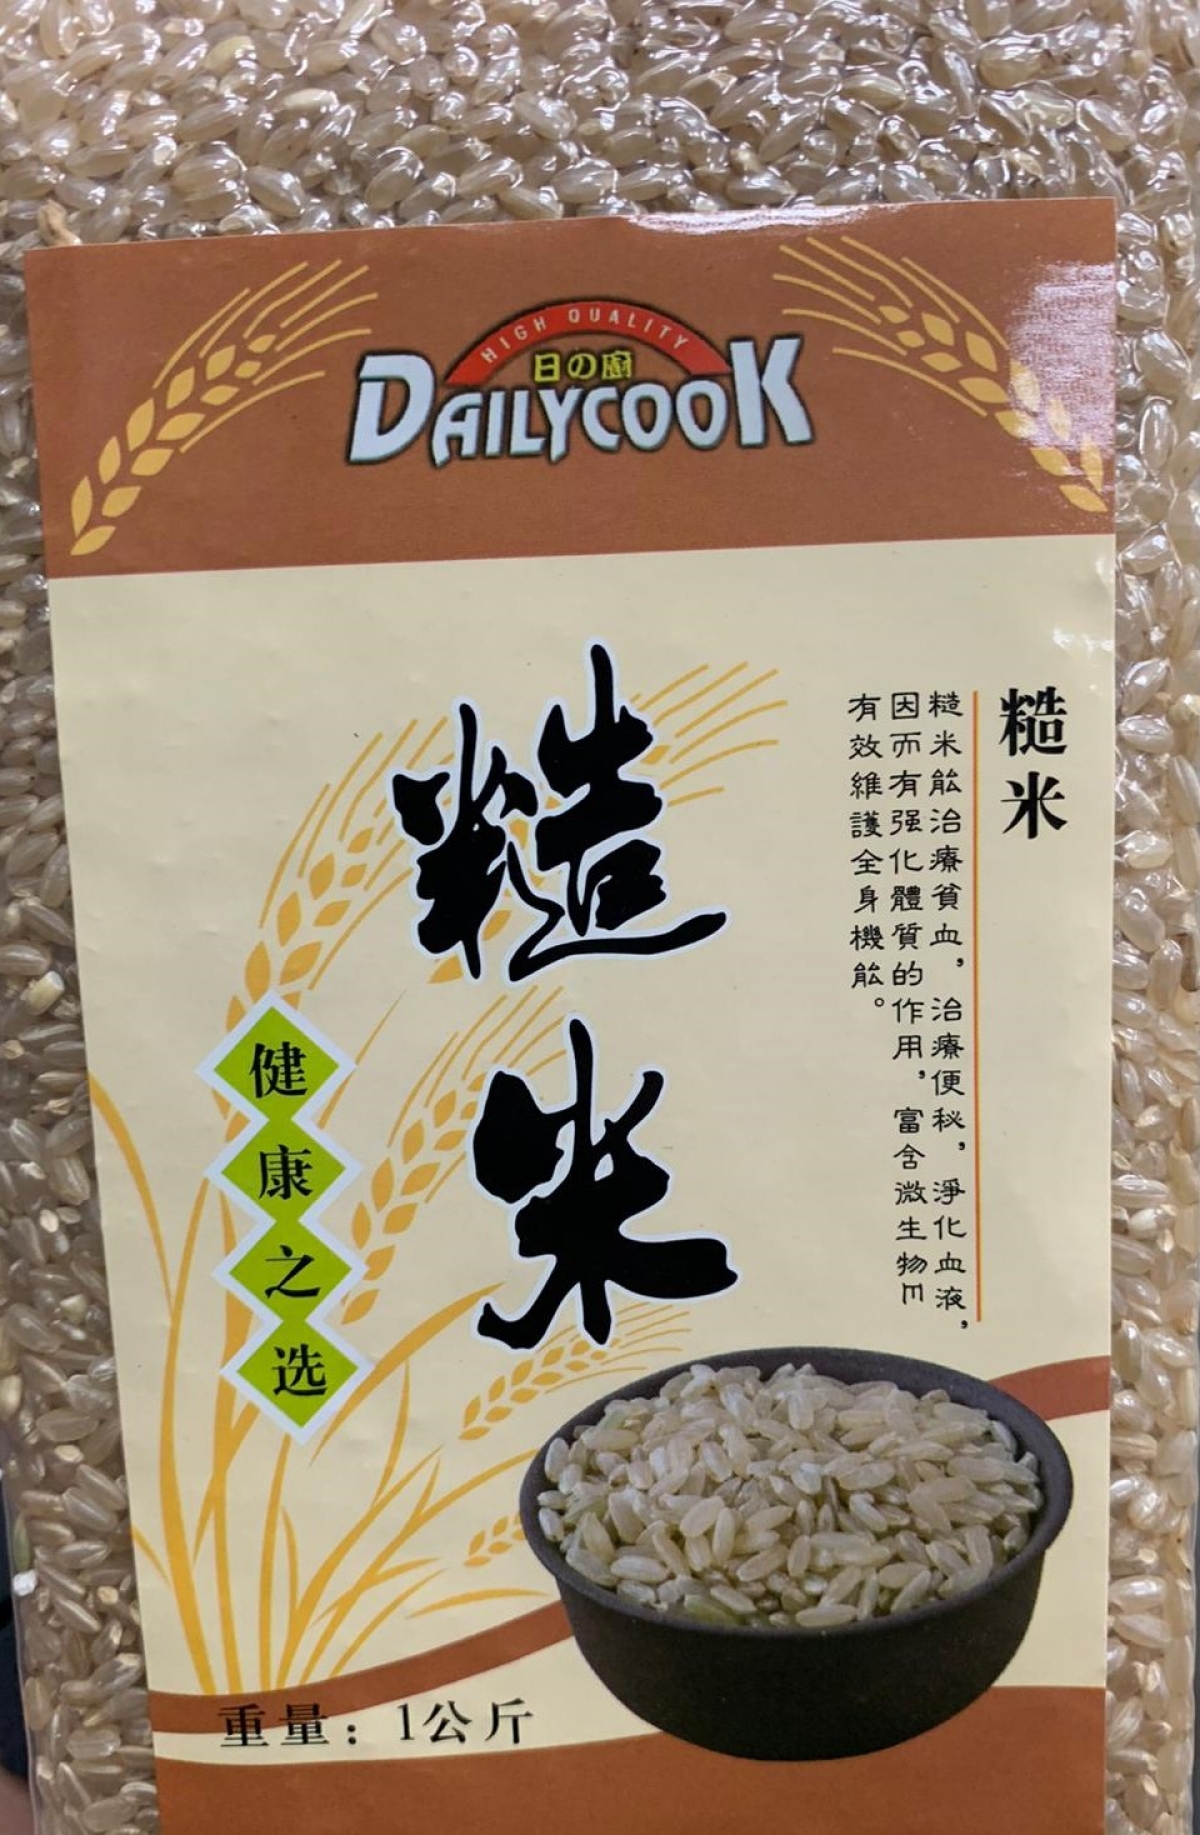 HIGH QUALITY
日の廚
DAILYCOOK
糙米
糙米能治療貧血，治療便秘，淨化血液，
因而有强化體質的作用，富含微生物E
有效維護全身機能。
糙米
健康之选
重量：1公斤